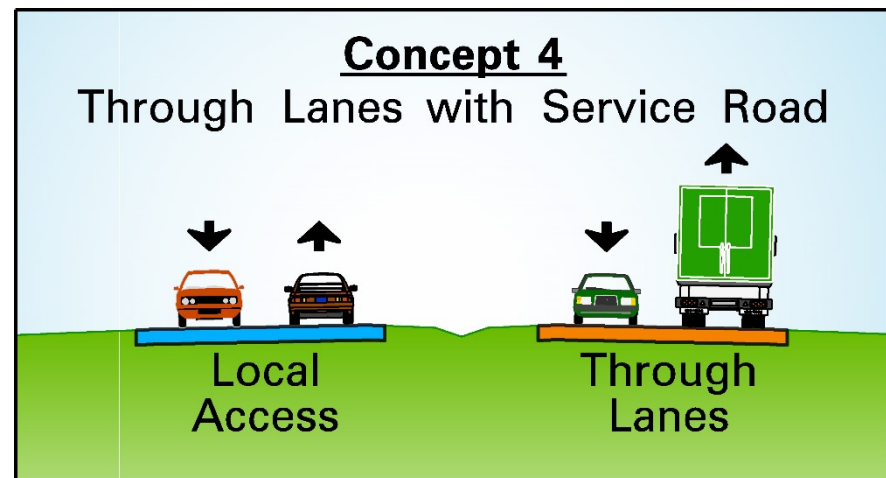 Concept 4
Through Lanes with Service Road
Local
Access
Through
Lanes